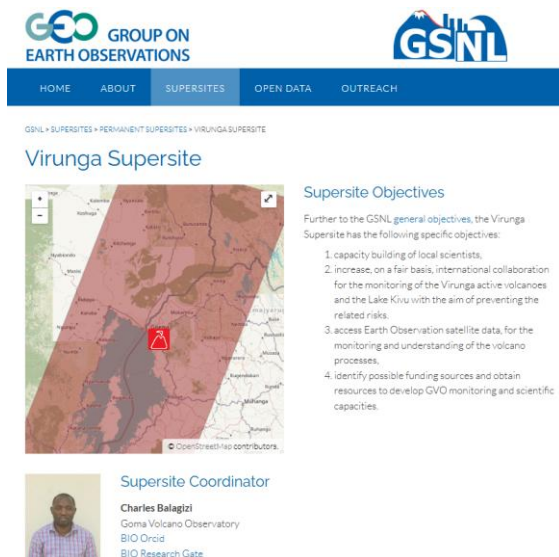 GEO GROUP ON
EARTH OBSERVATIONS
GSNL
HOME ABOUT SUPERSITES OPEN DATA OUTREACH
GSNL » SUPERSITES » PERMANENT SUPERSITES » VIRUNGA SUPERSITE
Virunga Supersite
+
−
© OpenStreetMap contributors.
Supersite Objectives
Further to the GSNL general objectives, the Virunga
Supersite has the following specific objectives:
1. capacity building of local scientists,
2. increase, on a fair basis, international collaboration
for the monitoring of the Virunga active volcanoes
and the Lake Kivu with the aim of preventing the
related risks.
3. access Earth Observation satellite data, for the
monitoring and understanding of the volcano
processes,
4. identify possible funding sources and obtain
resources to develop GVO monitoring and scientific
capacities.
Supersite Coordinator
Charles Balagizi
Goma Volcano Observatory
BIO Orcid
BIO Research Gate